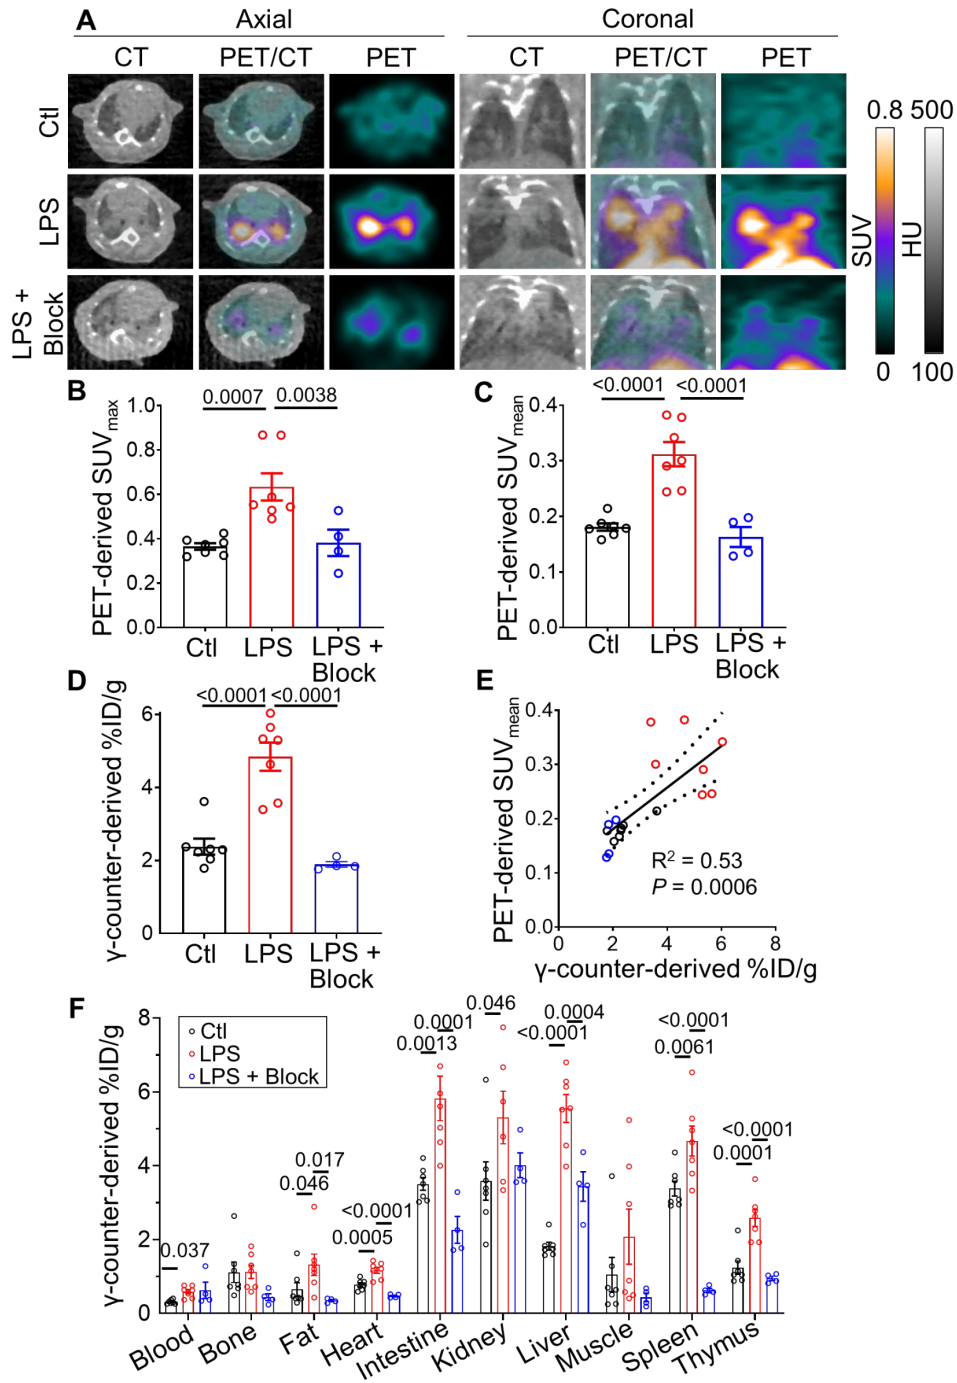 A
Axial
Coronal
CT
PET/CT
PET
CT
PET/CT
PET
Ctl
LPS
LPS +
Block
0.8
500
SUV
HU
0
100
B
0.0007
0.0038
PET-derived SUVmax
1.0
0.8
0.6
0.4
0.2
0.0
Ctl
LPS
LPS +
Block
C
<0.0001
<0.0001
PET-derived SUVmean
0.4
0.3
0.2
0.1
0.0
Ctl
LPS
LPS +
Block
D
<0.0001
<0.0001
γ-counter-derived %ID/g
6
4
2
0
Ctl
LPS
LPS +
Block
E
PET-derived SUVmean
0.4
0.3
0.2
0.1
0.0
R² = 0.53
P = 0.0006
0
2
4
6
8
γ-counter-derived %ID/g
F
γ-counter-derived %ID/g
8
6
4
2
0
Ctl
LPS
LPS + Block
0.037
0.046
0.017
0.0005
<0.0001
0.0013
0.0001
0.046
<0.0001
0.0004
0.0061
<0.0001
0.0001
<0.0001
Blood
Bone
Fat
Heart
Intestine
Kidney
Liver
Muscle
Spleen
Thymus